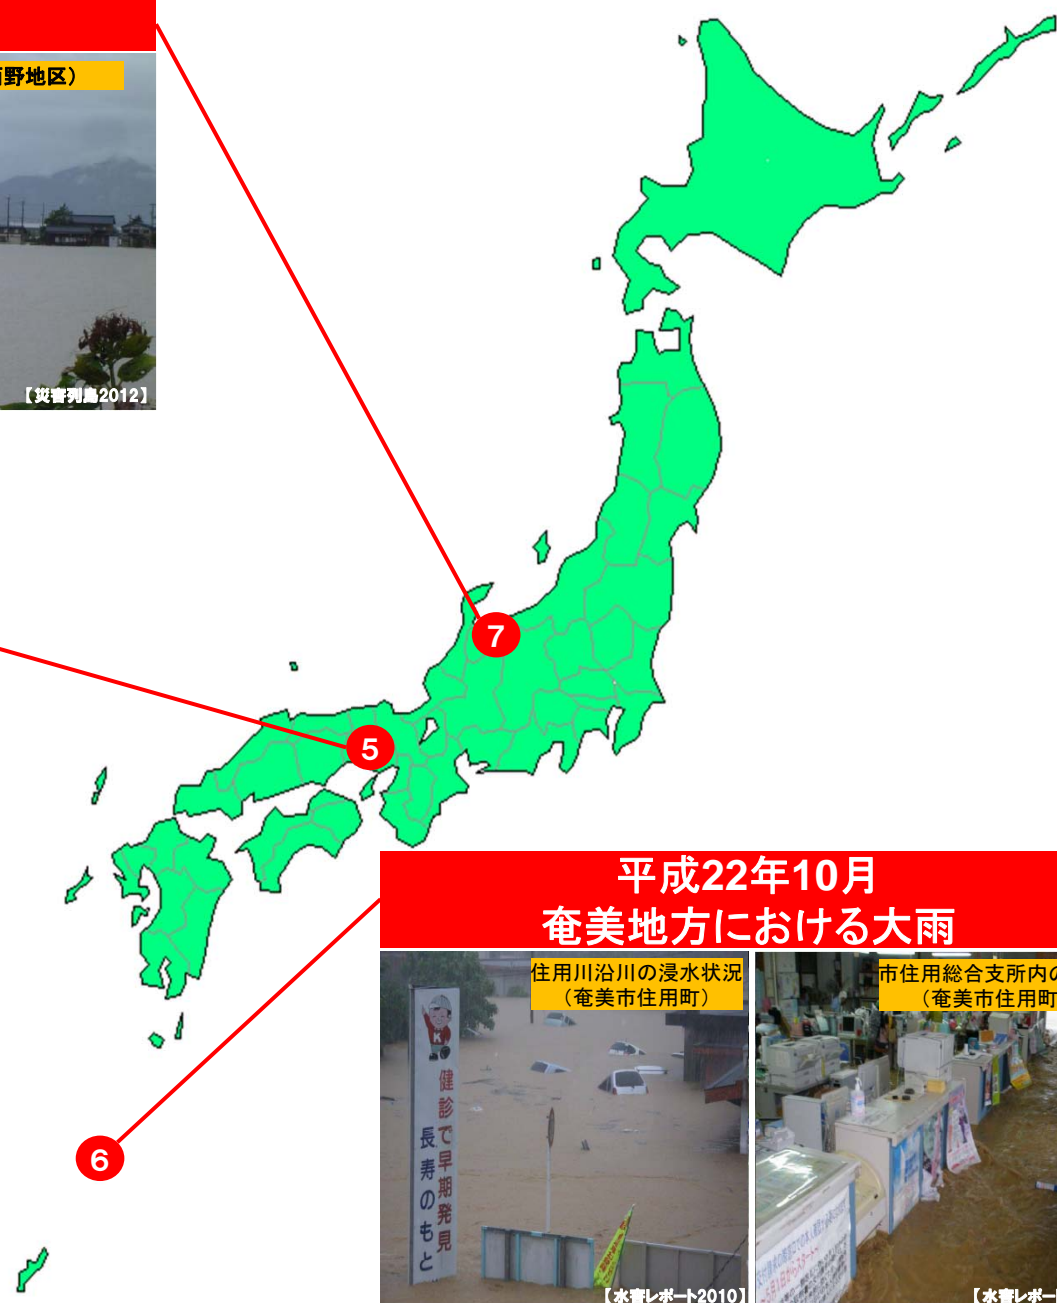 野地区）
【災害列島2012】
7
5
6
平成22年10月
奄美地方における大雨
住用川沿川の浸水状況
（奄美市住用町）
健診で早期発見
長寿のもと
【水害レポート2010】
市住用総合支所内の
（奄美市住用町
【水害レポー